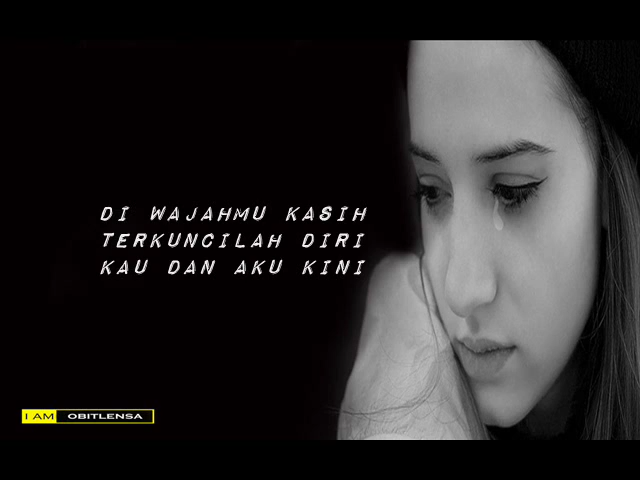 DI WAJAHMU KASIH
TERKUNCILAH DIRI
KAU DAN AKU KINI
I AM OBITLENSA